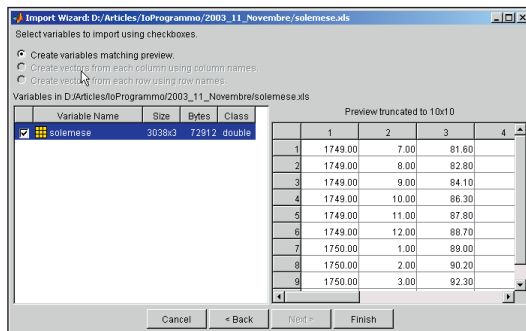 Import Wizard: D:/Articles/IoProgrammo/2003_11_Novembre/solemese.xls
Select variables to import using checkboxes.
Create variables matching preview.
Create vectors from each column using column names.
Create vectors from each row using row names.
Variables in D:/Articles/IoProgrammo/2003_11_Novembre/solemese.xls
Variable Name Size Bytes Class
solemese 3038x3 72912 double
Preview truncated to 10x10
1 2 3 4
1 1749.00 7.00 81.60
2 1749.00 8.00 82.80
3 1749.00 9.00 84.10
4 1749.00 10.00 86.30
5 1749.00 11.00 87.80
6 1749.00 12.00 88.70
7 1750.00 1.00 89.00
8 1750.00 2.00 90.20
9 1750.00 3.00 92.30
Cancel < Back Next > Finish